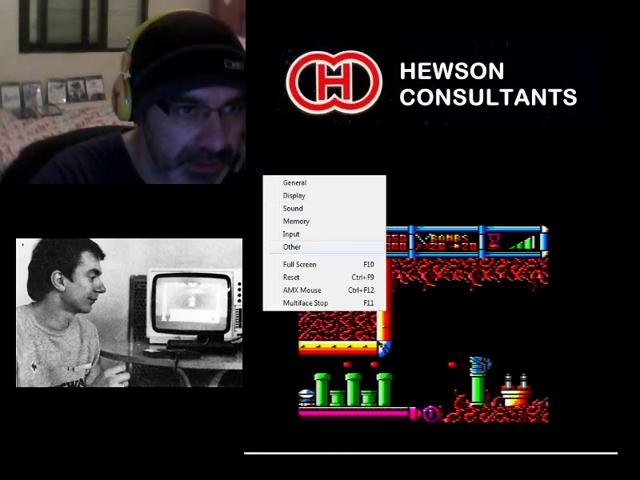 HEWSON
CONSULTANTS
General
Display
Sound
Memory
Input
Other
Full Screen F10
Reset Ctrl+F9
AMX Mouse Ctrl+F12
Multiface Stop F11
BOMBS